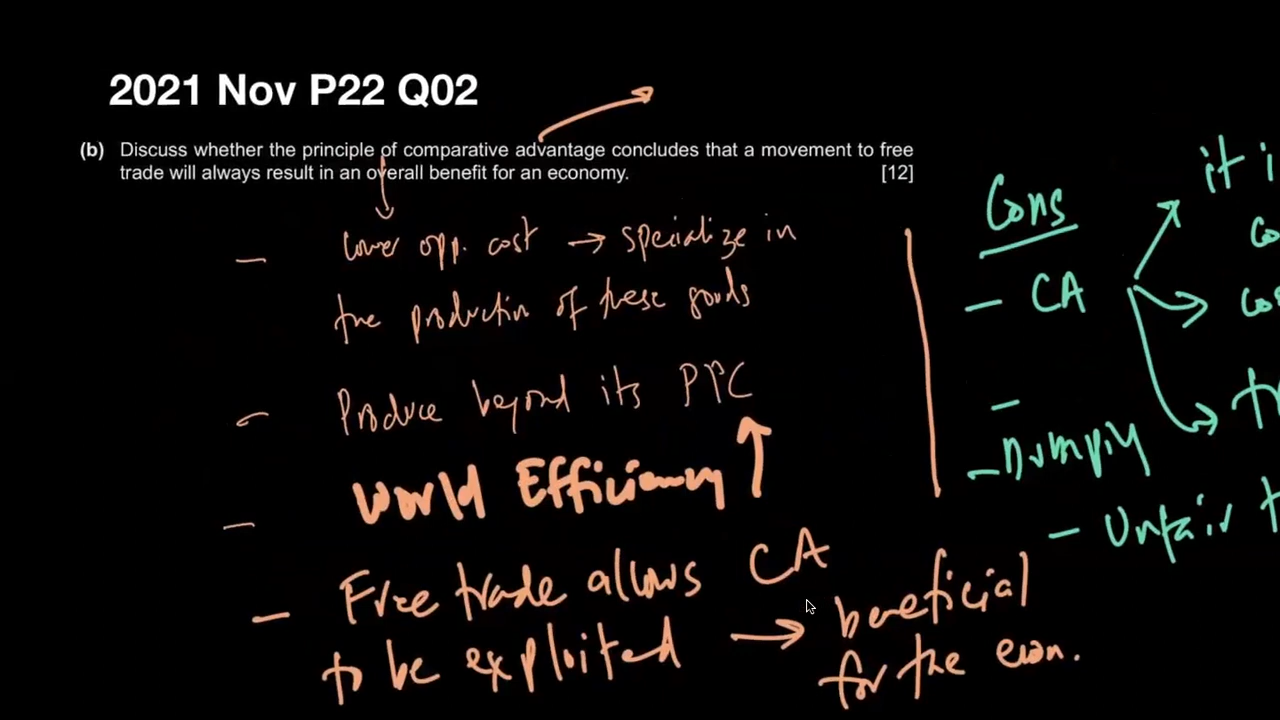 2021 Nov P22 Q02
(b) Discuss whether the principle of comparative advantage concludes that a movement to free
trade will always result in an overall benefit for an economy. [12]
- lower opp. cost → specialize in
the production of these goods
- Produce beyond its PPC
- World Efficiency ↑
- Free trade allows CA
to be exploited → beneficial
for the econ.
Cons
- CA
it i
co
co
-
- Dumping
- Unfair t